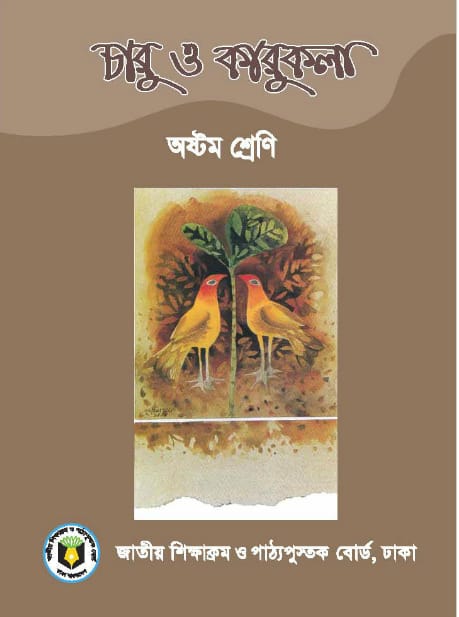 চারু ও কারুকলা
অষ্টম শ্রেণি
জাতীয় শিক্ষাক্রম ও পাঠ্যপুস্তক বোর্ড, ঢাকা